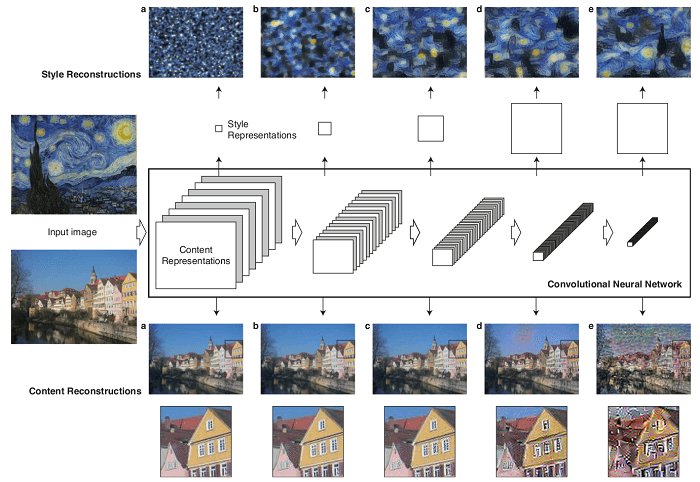 a b c d e
Style Reconstructions
Style
Representations
Input image
Content
Representations
Convolutional Neural Network
a b c d e
Content Reconstructions